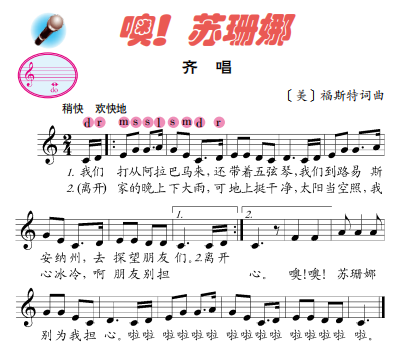 噢！苏珊娜
齐 唱
〔美〕福斯特词曲
do
稍快 欢快地
d r m s s l s m d r
2
4
1. 我们 打从阿拉巴马来, 还 带着五弦琴, 我们到路易 斯
2. (离开) 家的晚上下大雨, 可地上挺干净, 太阳当空照, 我
1. 2.
安纳州, 去 探望朋友 们。2. 离开
心冰冷, 啊 朋友别担 心。 噢!噢! 苏珊娜
别为我担 心。啦啦 啦啦啦啦啦 啦啦啦啦啦 啦。